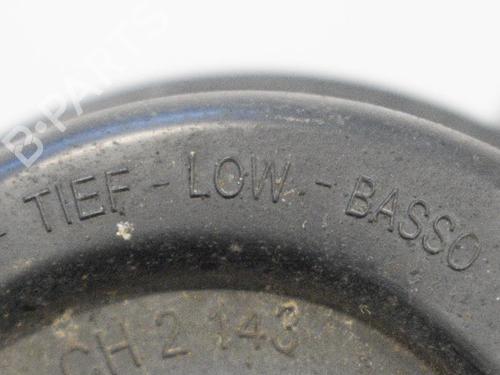 B-PARTS
- TIEF - LOW. - BASSO
CH 2 143